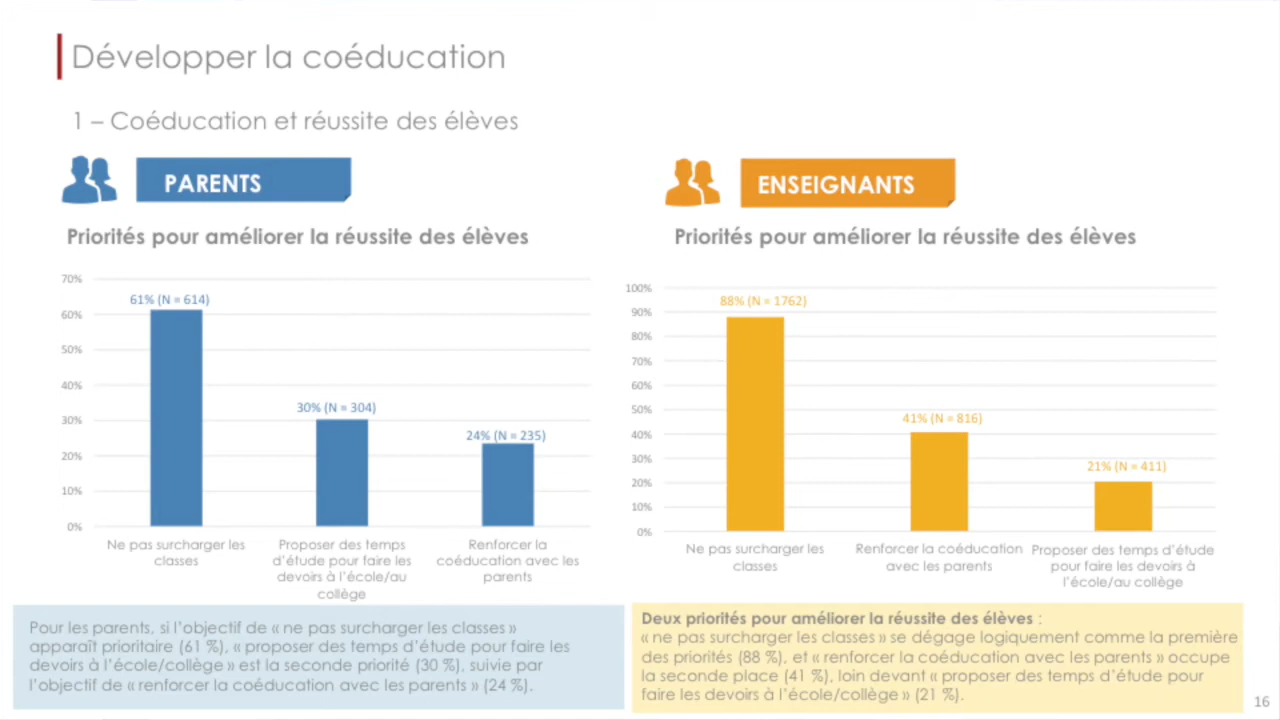 Développer la coéducation
1 – Coéducation et réussite des élèves
PARENTS
Priorités pour améliorer la réussite des élèves
70%
60%
50%
40%
30%
20%
10%
0%
61% (N = 614)
30% (N = 304)
24% (N = 235)
Ne pas surcharger les
classes
Proposer des temps
d'étude pour faire les
devoirs à l'école/au
collège
Renforcer la
coéducation avec les
parents
Pour les parents, si l'objectif de « ne pas surcharger les classes »
apparaît prioritaire (61 %), « proposer des temps d'étude pour faire les
devoirs à l'école/collège » est la seconde priorité (30 %), suivie par
l'objectif de « renforcer la coéducation avec les parents » (24 %).
ENSEIGNANTS
Priorités pour améliorer la réussite des élèves
100%
90%
80%
70%
60%
50%
40%
30%
20%
10%
0%
88% (N = 1762)
41% (N = 816)
21% (N = 411)
Ne pas surcharger les
classes
Renforcer la coéducation
avec les parents
Proposer des temps d'étude
pour faire les devoirs à
l'école/au collège
Deux priorités pour améliorer la réussite des élèves :
« ne pas surcharger les classes » se dégage logiquement comme la première
des priorités (88 %), et « renforcer la coéducation avec les parents » occupe
la seconde place (41 %), loin devant « proposer des temps d'étude pour
faire les devoirs à l'école/collège » (21 %).
16